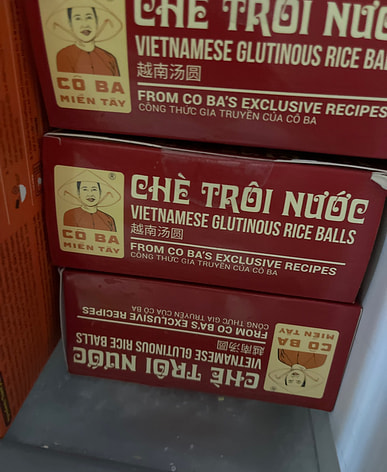 CÔ BA
MIỀN TÂY
CHÈ TRÔI NƯỚC
VIETNAMESE GLUTINOUS RICE
越南汤圆
FROM CO BA'S EXCLUSIVE RECIPES
CÔNG THỨC GIA TRUYỀN CỦA CÔ BA
®
CÔ BA
MIỀN TÂY
CHÈ TRÔI NƯỚC
VIETNAMESE GLUTINOUS RICE BALLS
越南汤圆
FROM CO BA'S EXCLUSIVE RECIPES
CÔNG THỨC GIA TRUYỀN CỦA CÔ BA
CÔ BA
MIỀN TÂY
CHÈ TRÔI NƯỚC
VIETNAMESE GLUTINOUS RICE BALLS
越南汤圆
FROM CO BA'S EXCLUSIVE RECIPES
CÔNG THỨC GIA TRUYỀN CỦA CÔ BA